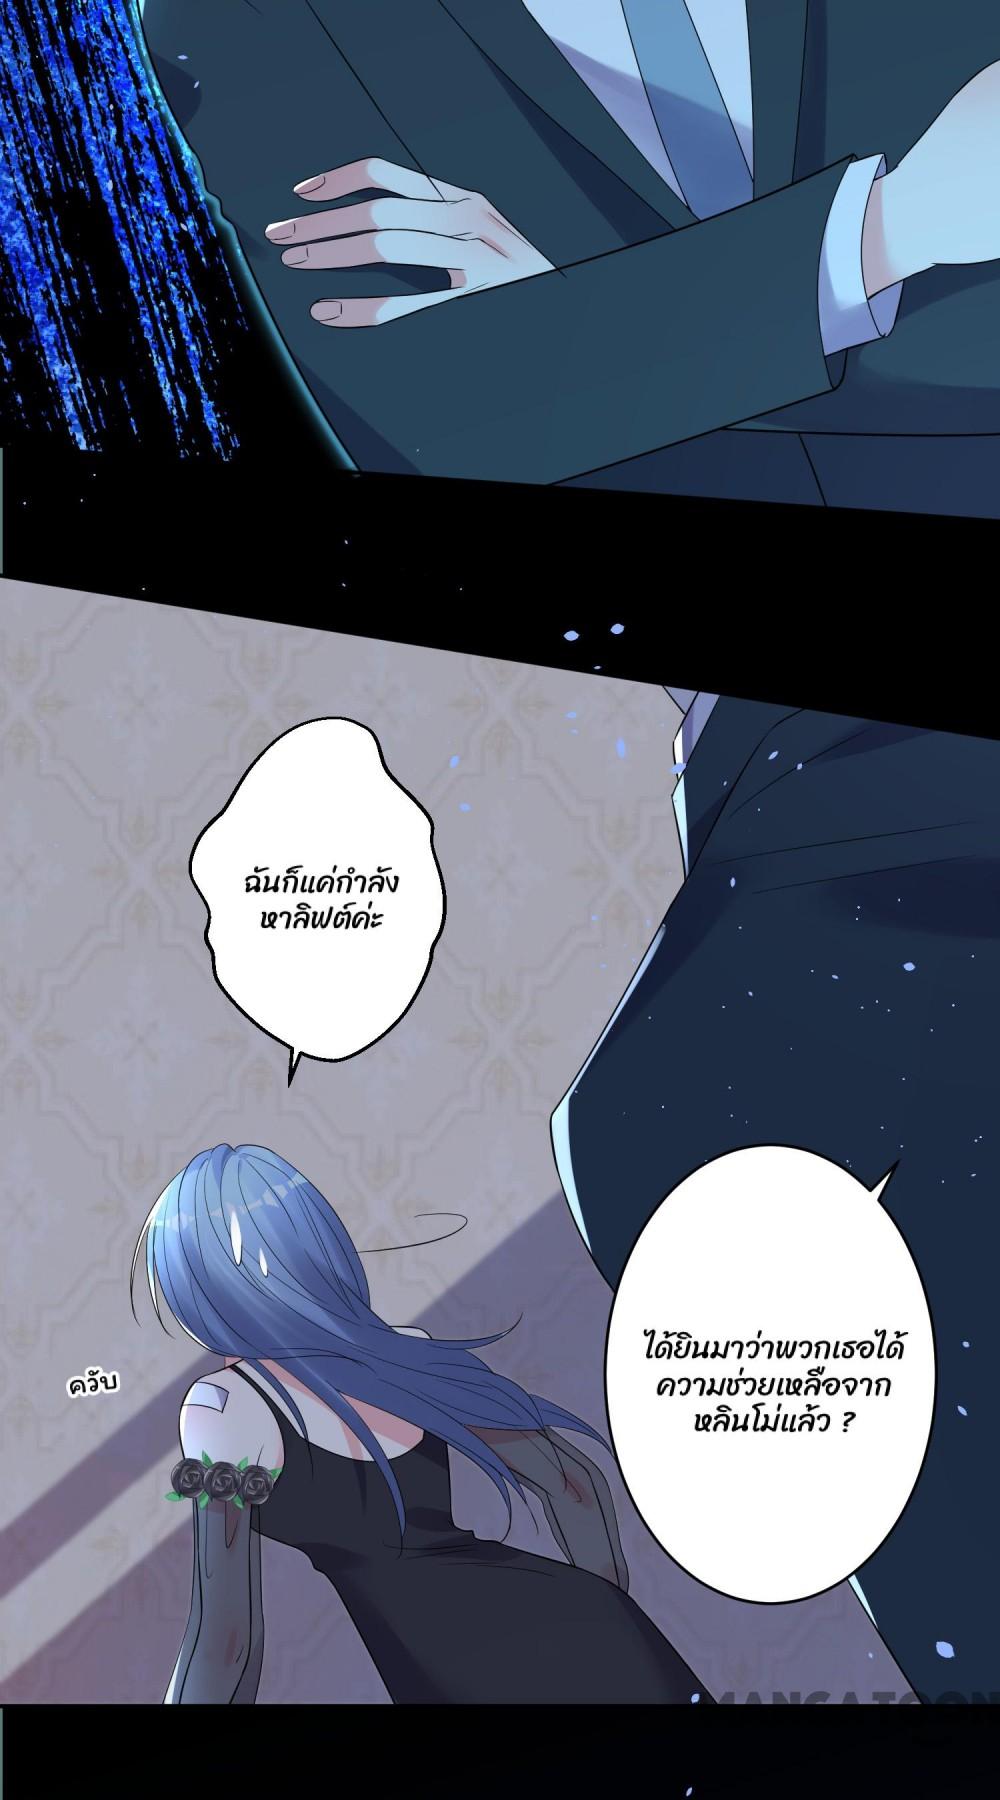 ฉันก็แค่กำลัง
หาลิฟต์ค่ะ
ควับ
ได้ยินมาว่าพวกเธอได้
ความช่วยเหลือจาก
หลินโม่แล้ว ?
MANGATOON